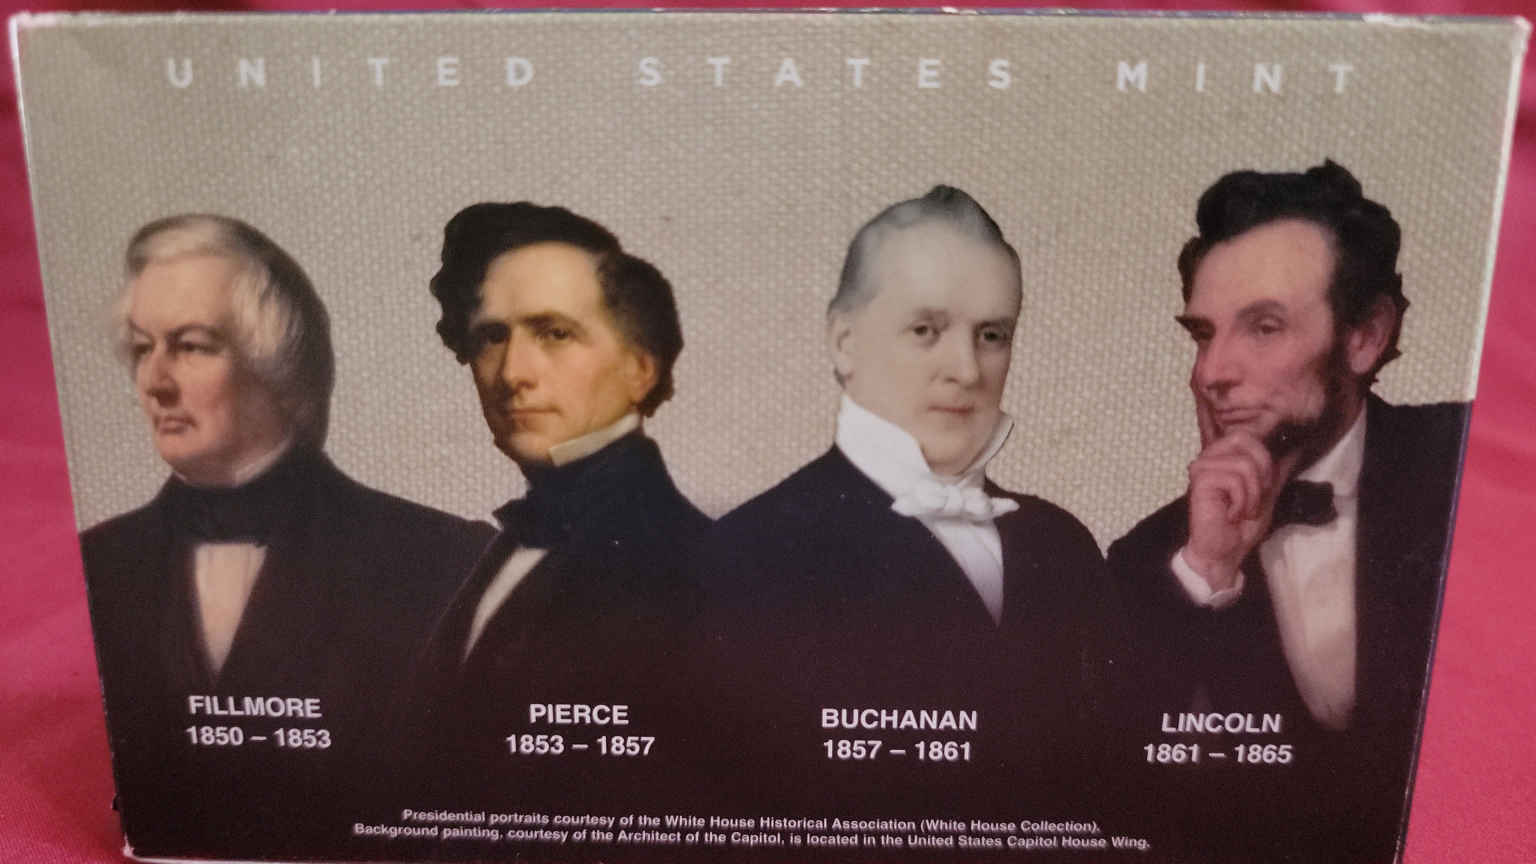 UNITED STATES MINT
FILLMORE
1850 – 1853
PIERCE
1853 – 1857
BUCHANAN
1857 – 1861
LINCOLN
1861 – 1865
Presidential portraits courtesy of the White House Historical Association (White House Collection).
Background painting, courtesy of the Architect of the Capitol, is located in the United States Capitol House Wing.